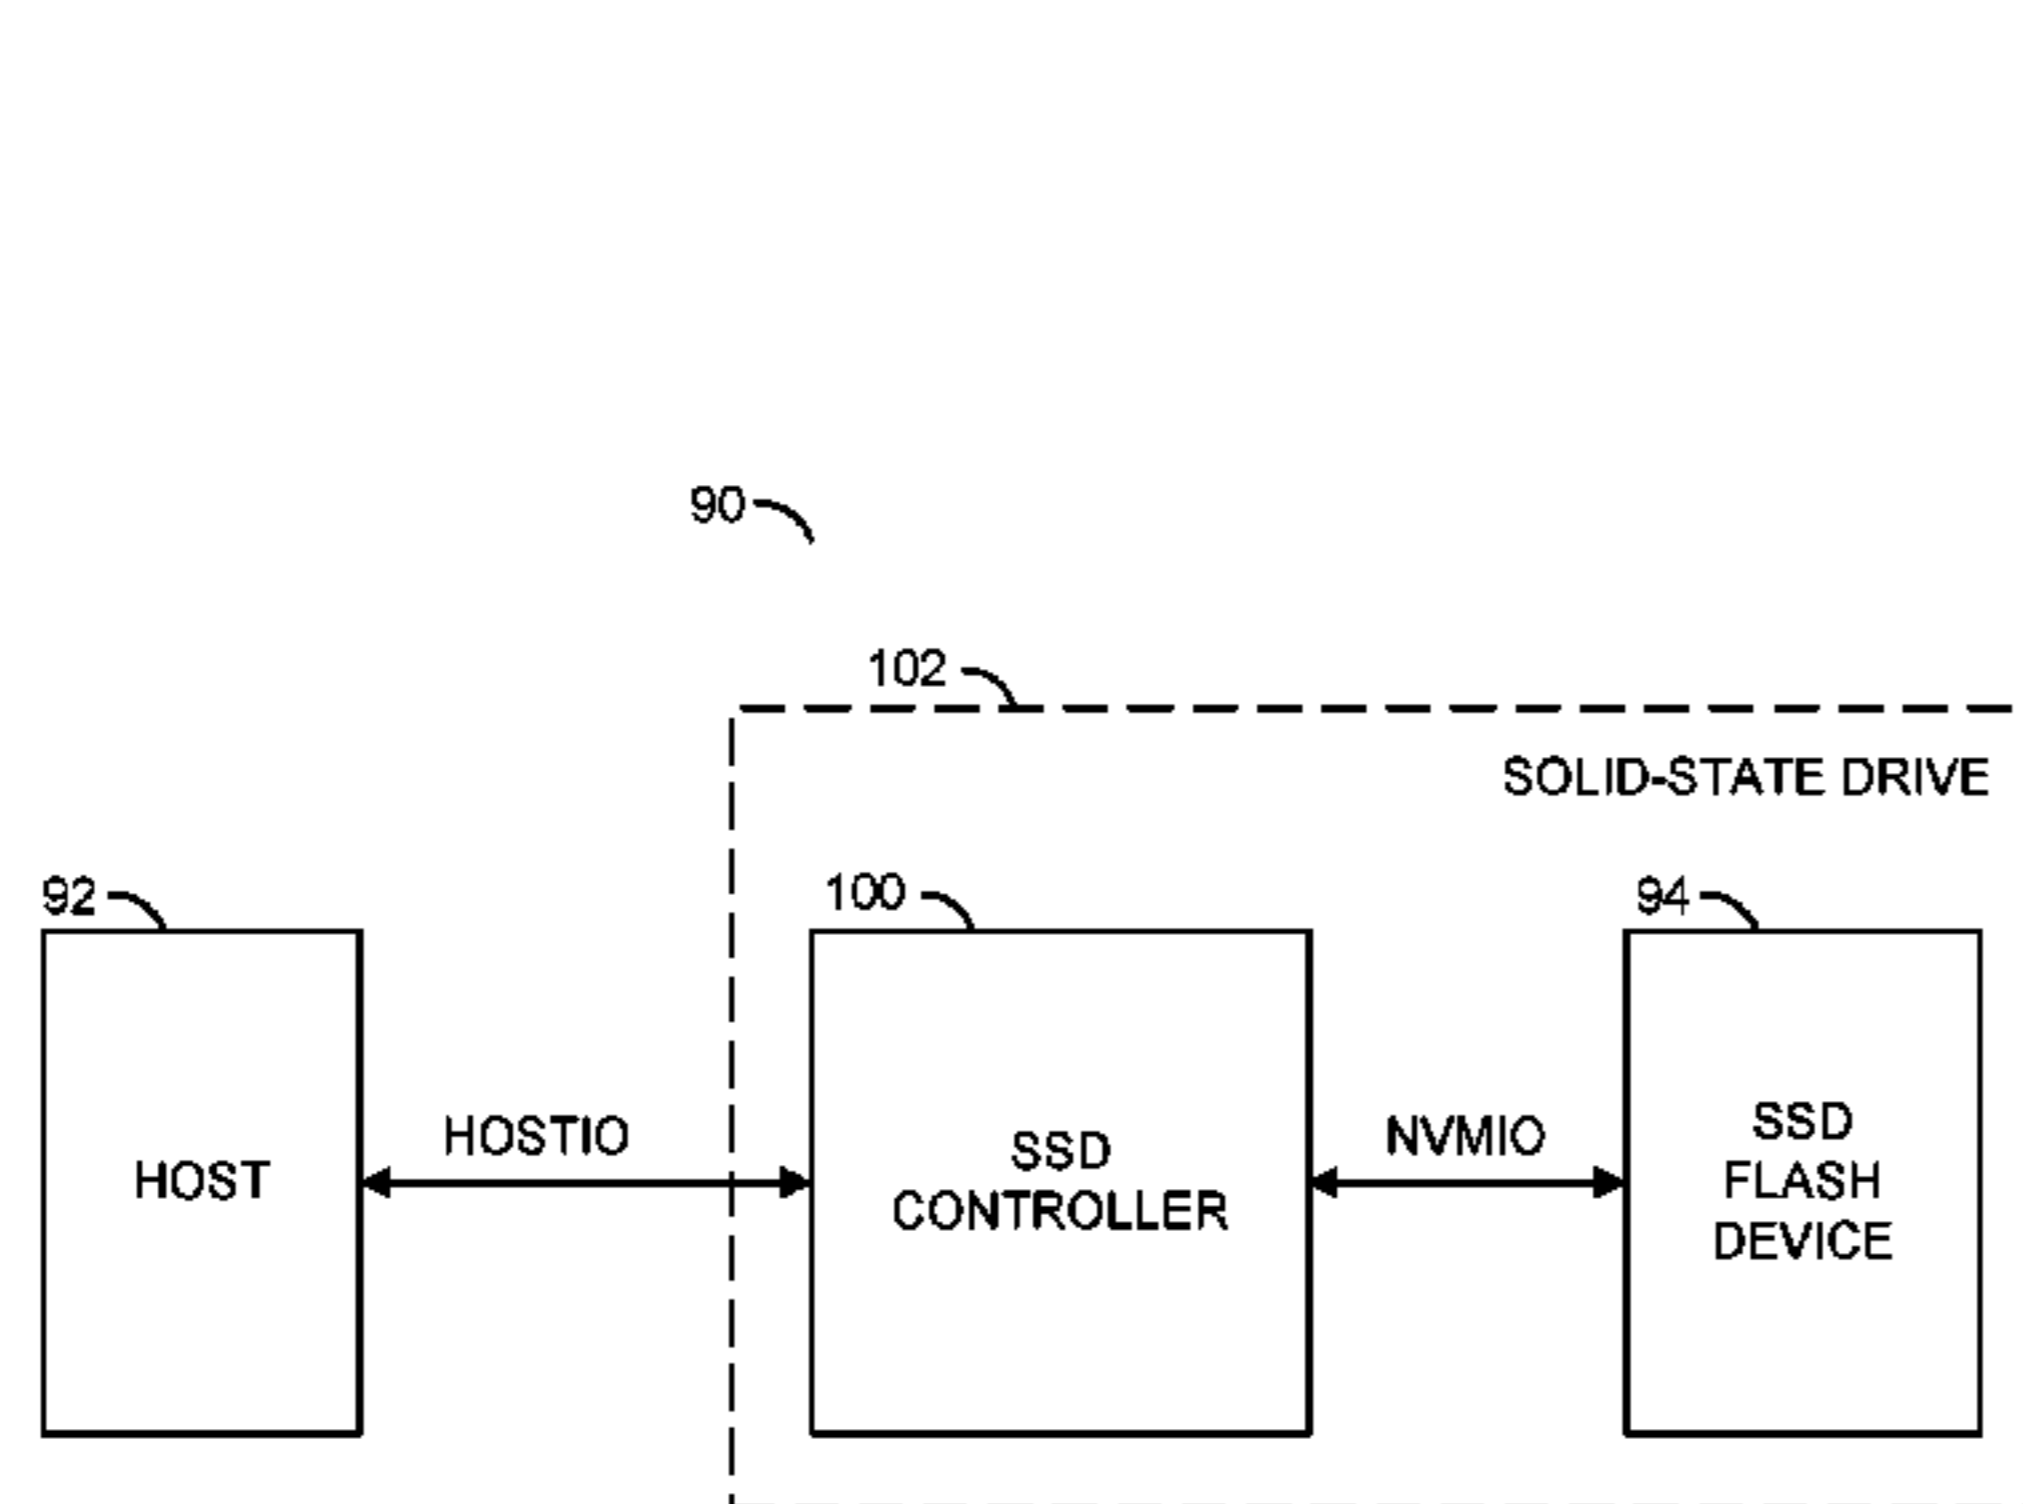 90
102
SOLID-STATE DRIVE
92
100
94
HOST
HOSTIO
SSD
CONTROLLER
NVMIO
SSD
FLASH
DEVICE